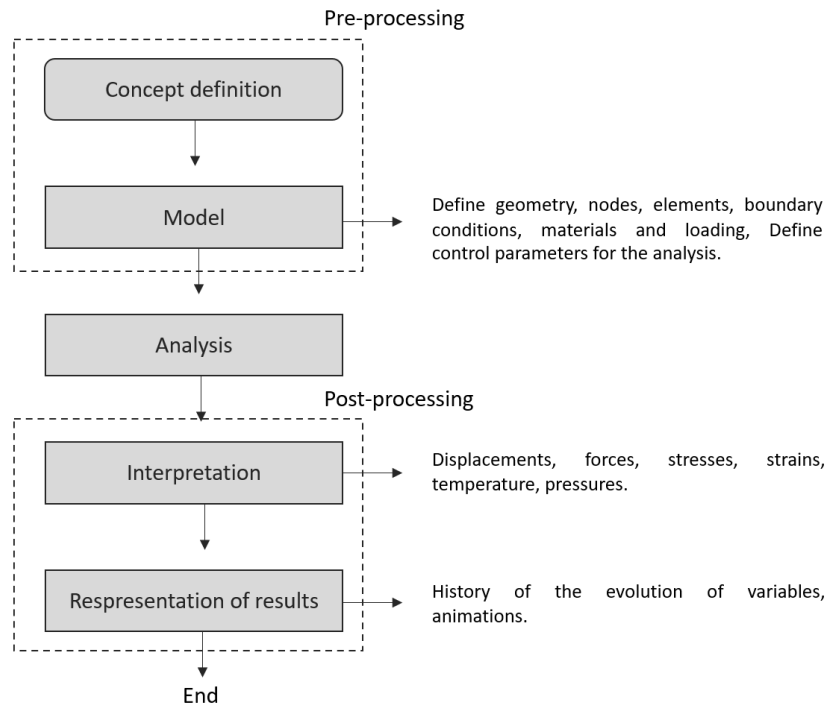 Pre-processing
Concept definition
Model
Define geometry, nodes, elements, boundary
conditions, materials and loading, Define
control parameters for the analysis.
Analysis
Post-processing
Interpretation
Displacements, forces, stresses, strains,
temperature, pressures.
Respresentation of results
History of the evolution of variables,
animations.
End